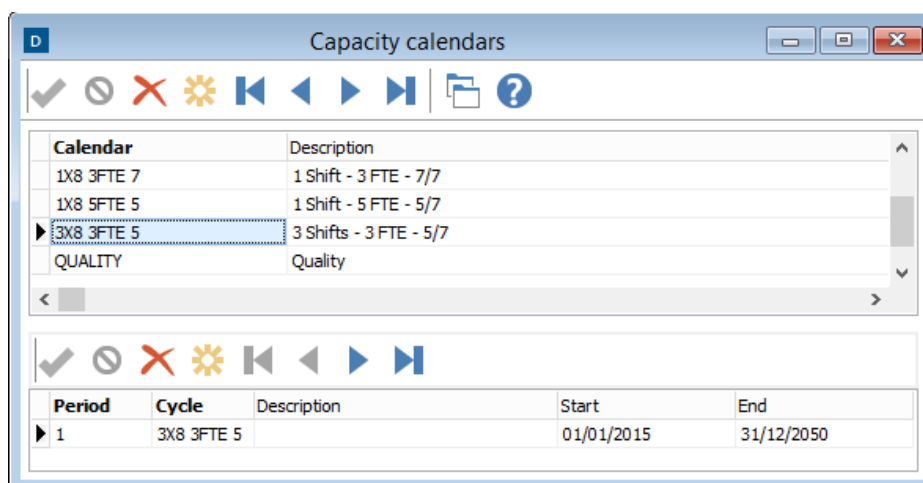 D Capacity calendars
?
Calendar Description
1X8 3FTE 7 1 Shift - 3 FTE - 7/7
1X8 5FTE 5 1 Shift - 5 FTE - 5/7
3X8 3FTE 5 3 Shifts - 3 FTE - 5/7
QUALITY Quality
Period Cycle Description Start End
1 3X8 3FTE 5 01/01/2015 31/12/2050